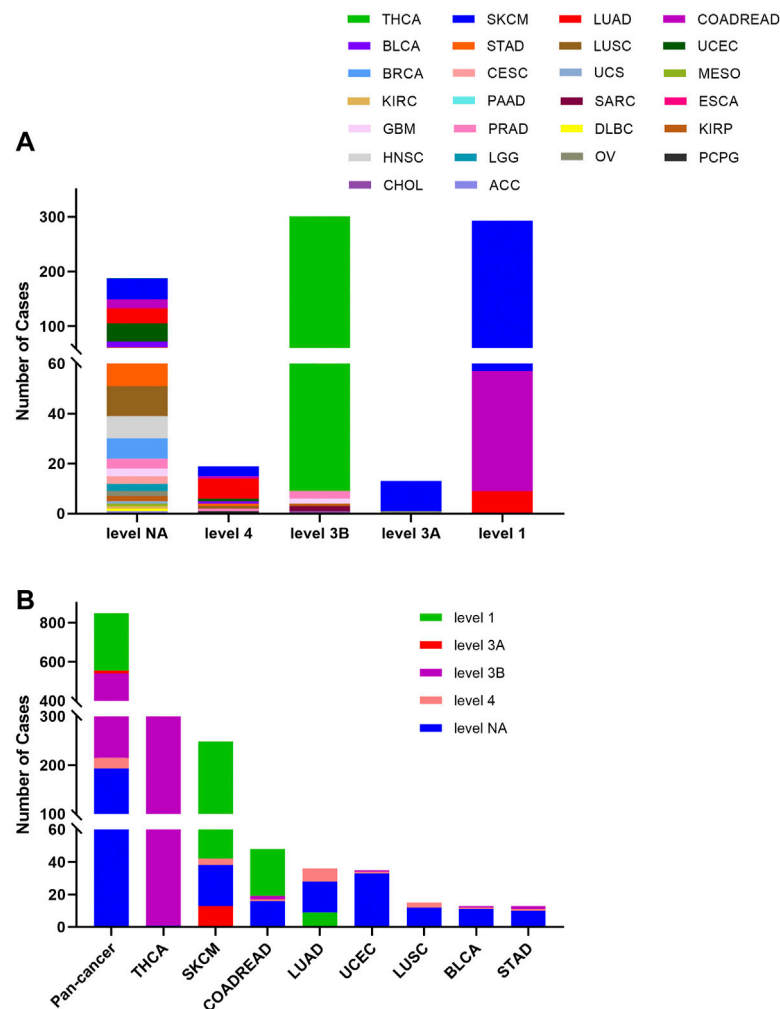 THCA SKCM LUAD COADREAD
BLCA STAD LUSC UCEC
BRCA CESC UCS MESO
KIRC PAAD SARC ESCA
GBM PRAD DLBC KIRP
HNSC LGG OV PCPG
CHOL ACC
A
Number of Cases
300
200
100
60
40
20
0
level NA level 4 level 3B level 3A level 1
B
Number of Cases
800
600
400
300
200
100
60
40
20
0
level 1
level 3A
level 3B
level 4
level NA
Pan-cancer THCA SKCM COADREAD LUAD UCEC LUSC BLCA STAD